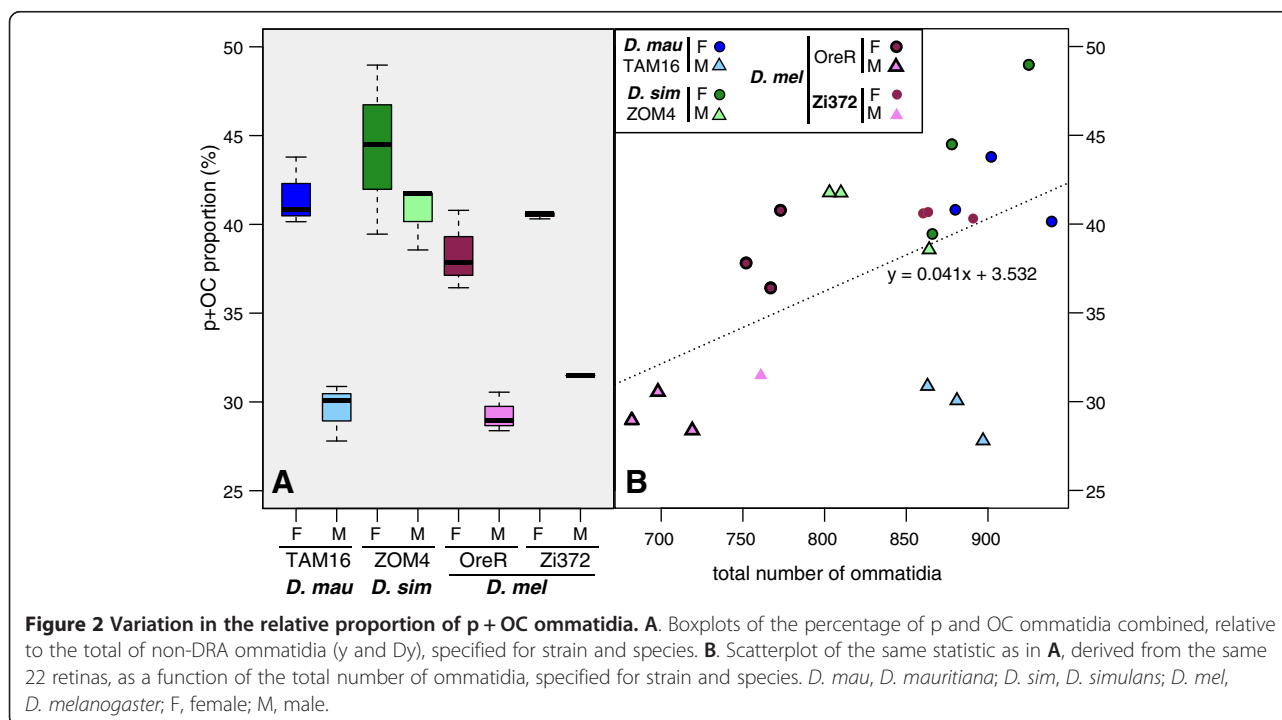 50
45
40
35
30
25
p+OC proportion (%)
A
F M F M F M F M
TAM16 ZOM4 OreR Zi372
D. mau D. sim D. mel
D. mau F
TAM16 M
D. sim F
ZOM4 M
D. mel
OreR F
M
Zi372 F
M
y = 0.041x + 3.532
B
50
45
40
35
30
25
700 750 800 850 900
total number of ommatidia
Figure 2 Variation in the relative proportion of p + OC ommatidia. A. Boxplots of the percentage of p and OC ommatidia combined, relative
to the total of non-DRA ommatidia (y and Dy), specified for strain and species. B. Scatterplot of the same statistic as in A, derived from the same
22 retinas, as a function of the total number of ommatidia, specified for strain and species. D. mau, D. mauritiana; D. sim, D. simulans; D. mel,
D. melanogaster; F, female; M, male.